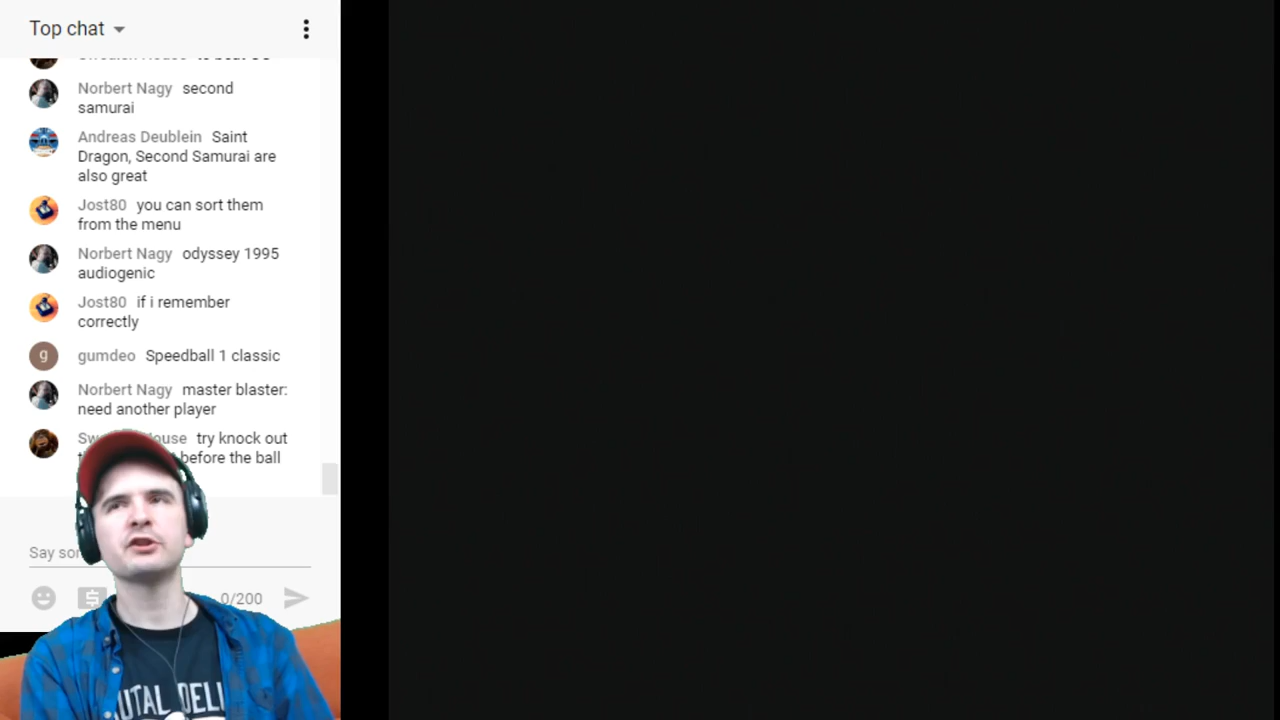 Top chat
Norbert Nagy second
samurai
Andreas Deublein Saint
Dragon, Second Samurai are
also great
Jost80 you can sort them
from the menu
Norbert Nagy odyssey 1995
audiogenic
Jost80 if i remember
correctly
g gumdeo Speedball 1 classic
Norbert Nagy master blaster:
need another player
try knock out
before the ball
Say
0/200